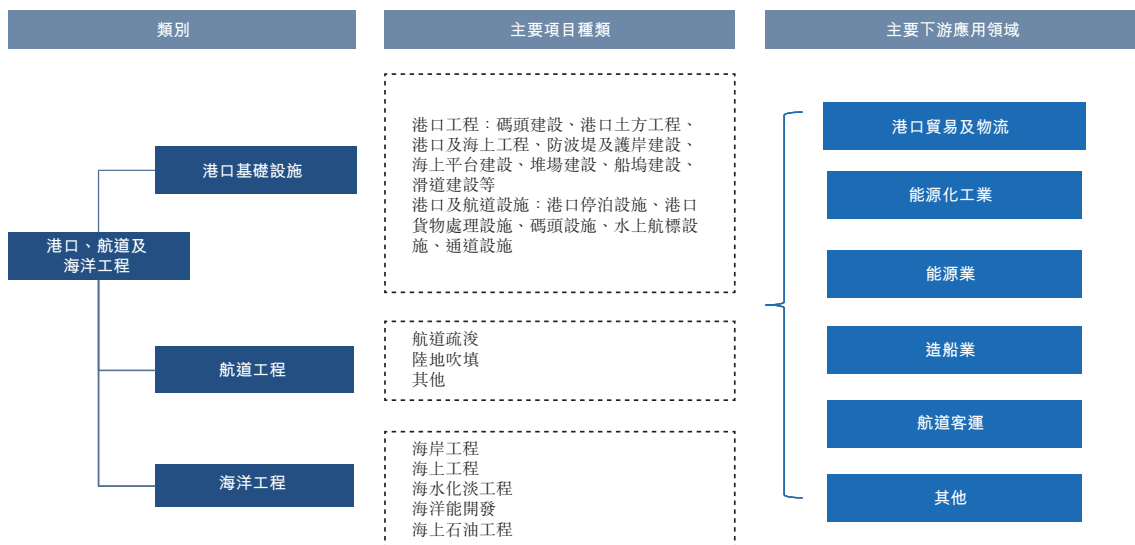 類別
主要項目種類
主要下游應用領域
港口、航道及
海洋工程
港口基礎設施
港口工程：碼頭建設、港口土方工程、
港口及海上工程、防波堤及護岸建設、
海上平台建設、堆場建設、船塢建設、
滑道建設等
港口及航道設施：港口停泊設施、港口
貨物處理設施、碼頭設施、水上航標設
施、通道設施
航道工程
航道疏浚
陸地吹填
其他
海洋工程
海岸工程
海上工程
海水化淡工程
海洋能開發
海上石油工程
港口貿易及物流
能源化工業
能源業
造船業
航道客運
其他